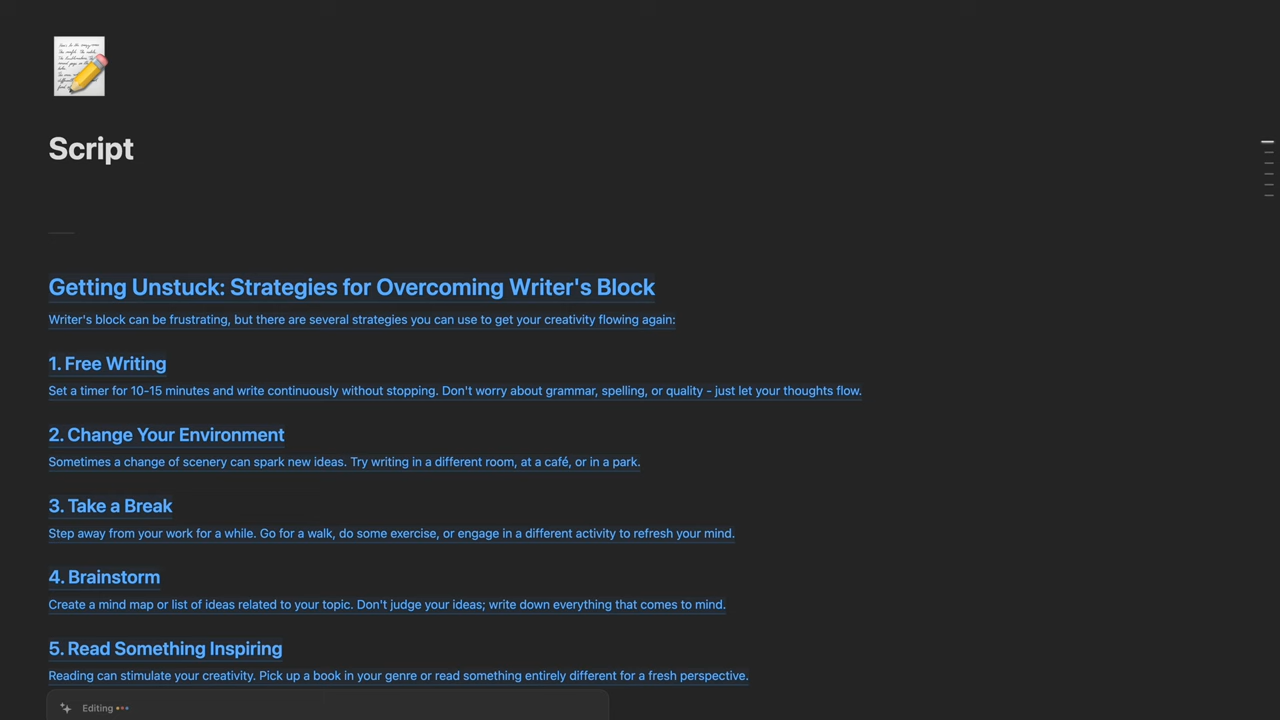 Script
Getting Unstuck: Strategies for Overcoming Writer's Block
Writer's block can be frustrating, but there are several strategies you can use to get your creativity flowing again:
1. Free Writing
Set a timer for 10-15 minutes and write continuously without stopping. Don't worry about grammar, spelling, or quality - just let your thoughts flow.
2. Change Your Environment
Sometimes a change of scenery can spark new ideas. Try writing in a different room, at a café, or in a park.
3. Take a Break
Step away from your work for a while. Go for a walk, do some exercise, or engage in a different activity to refresh your mind.
4. Brainstorm
Create a mind map or list of ideas related to your topic. Don't judge your ideas; write down everything that comes to mind.
5. Read Something Inspiring
Reading can stimulate your creativity. Pick up a book in your genre or read something entirely different for a fresh perspective.
Editing